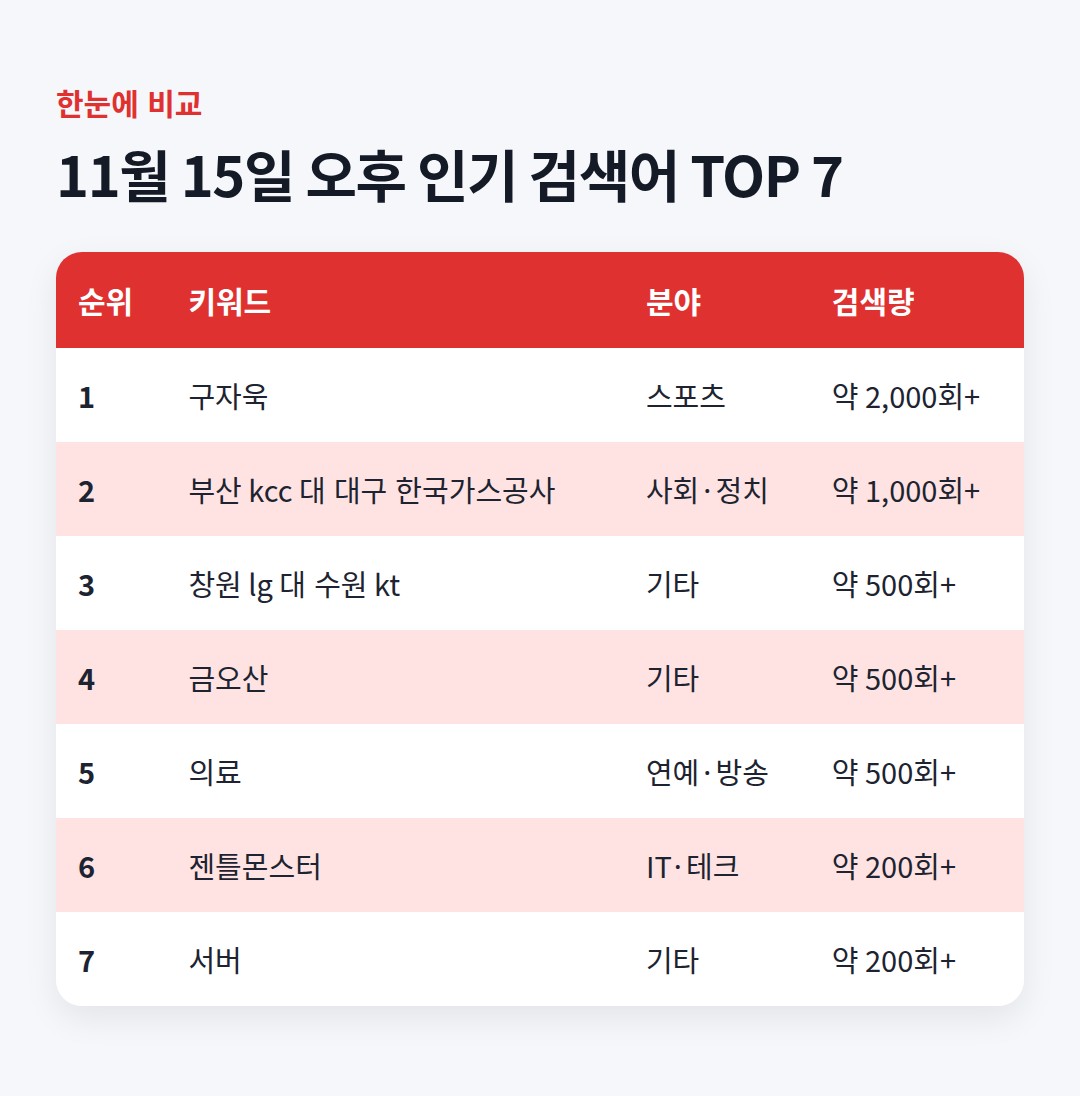 한눈에 비교
11월 15일 오후 인기 검색어 TOP 7
순위 키워드 분야 검색량
1 구자욱 스포츠 약 2,000회+
2 부산 kcc 대 대구 한국가스공사 사회·정치 약 1,000회+
3 창원 lg 대 수원 kt 기타 약 500회+
4 금오산 기타 약 500회+
5 의료 연예·방송 약 500회+
6 젠틀몬스터 IT·테크 약 200회+
7 서버 기타 약 200회+